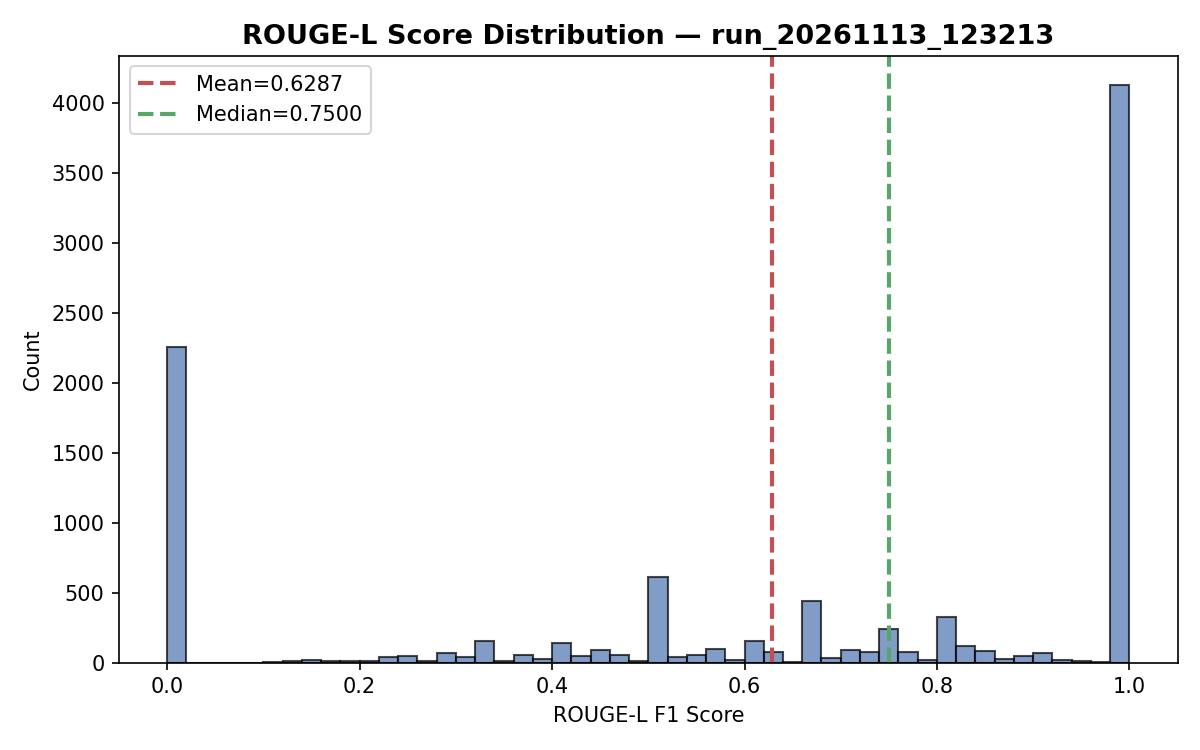 ROUGE-L Score Distribution — run_20261113_123213
Mean=0.6287
Median=0.7500
4000
3500
3000
2500
2000
1500
1000
500
0
Count
0.0 0.2 0.4 0.6 0.8 1.0
ROUGE-L F1 Score